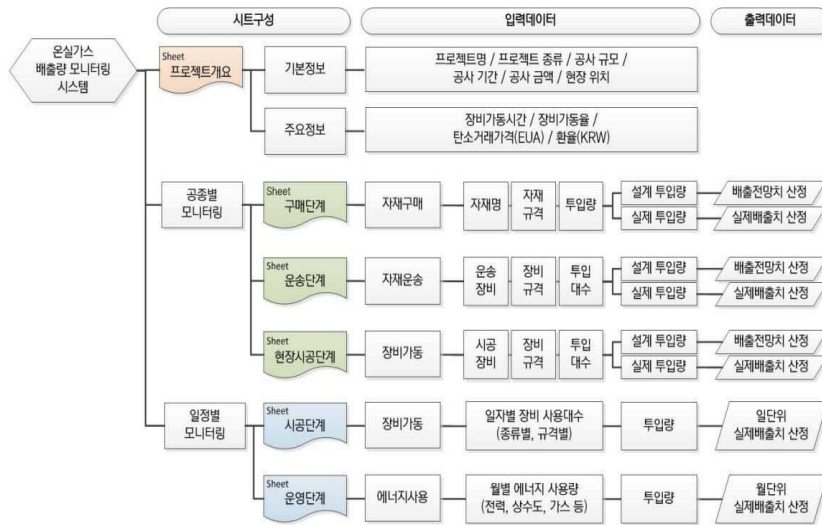 시트구성
입력데이터
출력데이터
온실가스
배출량 모니터링
시스템
Sheet
프로젝트개요
기본정보
프로젝트명 / 프로젝트 종류 / 공사 규모 /
공사 기간 / 공사 금액 / 현장 위치
주요정보
장비가동시간 / 장비가동율 /
탄소거래가격(EUA) / 환율(KRW)
공종별
모니터링
Sheet
구매단계
자재구매
자재명
자재
규격
투입량
설계 투입량
배출전망치 산정
실제 투입량
실제배출치 산정
Sheet
운송단계
자재운송
운송
장비
장비
규격
투입
대수
설계 투입량
배출전망치 산정
실제 투입량
실제배출치 산정
Sheet
현장시공단계
장비가동
시공
장비
장비
규격
투입
대수
설계 투입량
배출전망치 산정
실제 투입량
실제배출치 산정
일정별
모니터링
Sheet
시공단계
장비가동
일자별 장비 사용대수
(종류별, 규격별)
투입량
일단위
실제배출치 산정
Sheet
운영단계
에너지사용
월별 에너지 사용량
(전력, 상수도, 가스 등)
투입량
월단위
실제배출치 산정